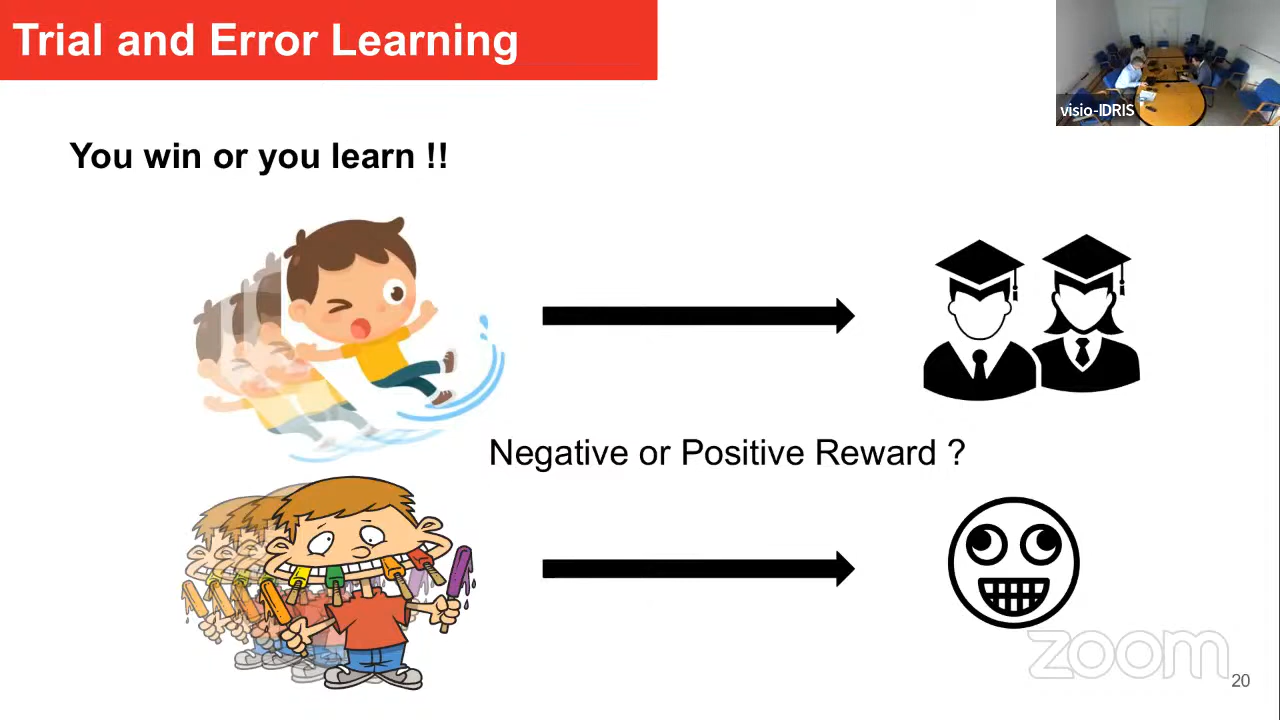 Trial and Error Learning
visio-IDRIS
You win or you learn !!
Negative or Positive Reward ?
zoom
20